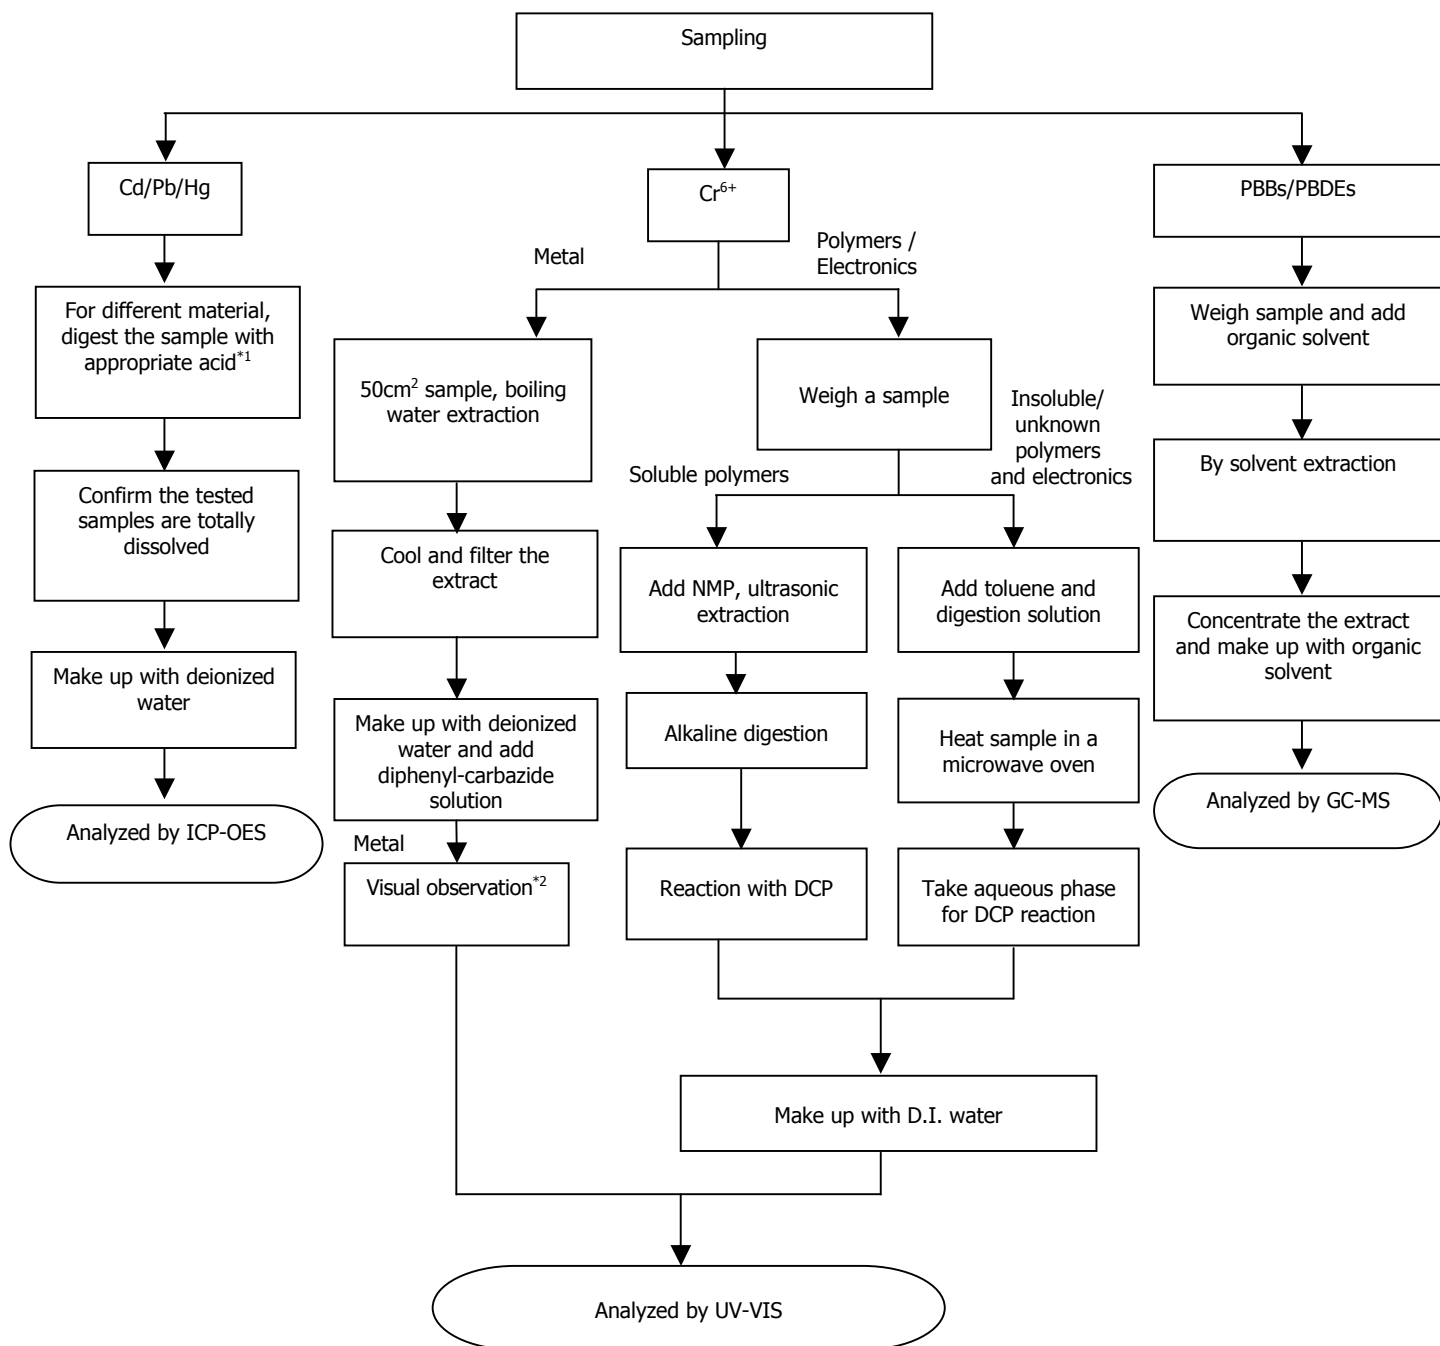 Sampling
Cd/Pb/Hg
For different material,
digest the sample with
appropriate acid*1
Confirm the tested
samples are totally
dissolved
Make up with deionized
water
Analyzed by ICP-OES
Cr6+
Metal
Polymers /
Electronics
50cm2 sample, boiling
water extraction
Cool and filter the
extract
Make up with deionized
water and add
diphenyl-carbazide
solution
Metal
Visual observation*2
Weigh a sample
Soluble polymers
Insoluble/
unknown
polymers
and electronics
Add NMP, ultrasonic
extraction
Alkaline digestion
Reaction with DCP
Add toluene and
digestion solution
Heat sample in a
microwave oven
Take aqueous phase
for DCP reaction
Make up with D.I. water
Analyzed by UV-VIS
PBBs/PBDEs
Weigh sample and add
organic solvent
By solvent extraction
Concentrate the extract
and make up with organic
solvent
Analyzed by GC-MS